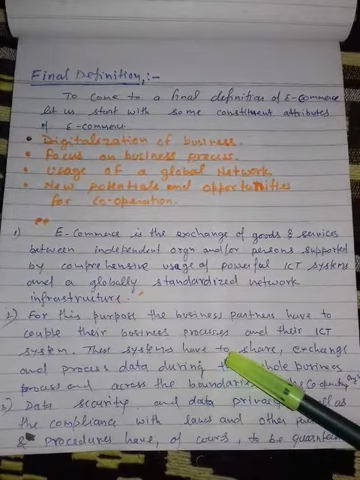 Final Definition,:-
To come to a final definition of E-Commerce
let us start with some constituent attributes
of E-commerce.
• Digitalization of business.
• Focus on business process.
• Usage of a global Network
• New potentials and opportunities
for co-operation.
1) E-Commerce is the exchange of goods & services
between independent orgn and/or persons supported
by comprehensive usage of powerful ICT systems
and a globally standardized network
infrastructure.
2) For this purpose the business partners have to
couple their business processes and their ICT
system. These systems have to share, exchange
and process data during whole business
process and across the boundaries
3) Data security and data privacy as
the compliance with laws and other
& procedures have, of course, to be